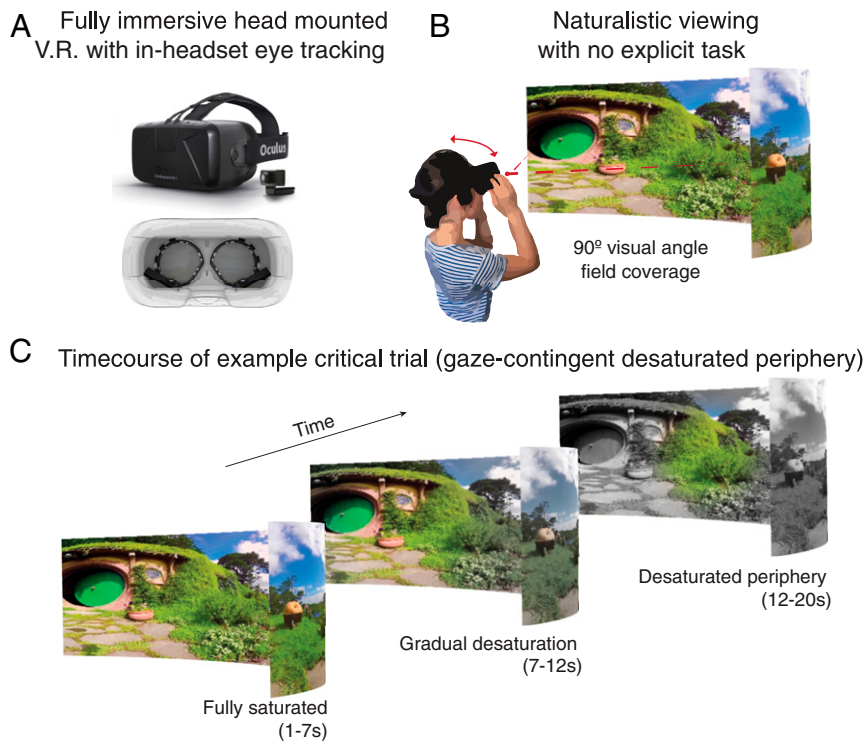 A
Fully immersive head mounted
V.R. with in-headset eye tracking
Oculus
B
Naturalistic viewing
with no explicit task
90º visual angle
field coverage
C
Timecourse of example critical trial (gaze-contingent desaturated periphery)
Time
Fully saturated
(1-7s)
Gradual desaturation
(7-12s)
Desaturated periphery
(12-20s)